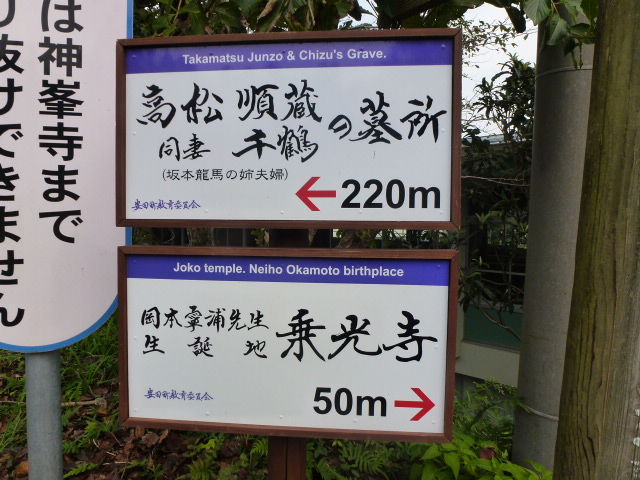 は神峯寺まで
り抜けできません
Takamatsu Junzo & Chizu's Grave.
高松 順蔵
同妻 千鶴
の墓所
(坂本龍馬の姉夫婦)
220m
安田町教育委員会
Joko temple. Neiho Okamoto birthplace
岡本寧浦先生
生誕地
乗光寺
50m
安田町教育委員会